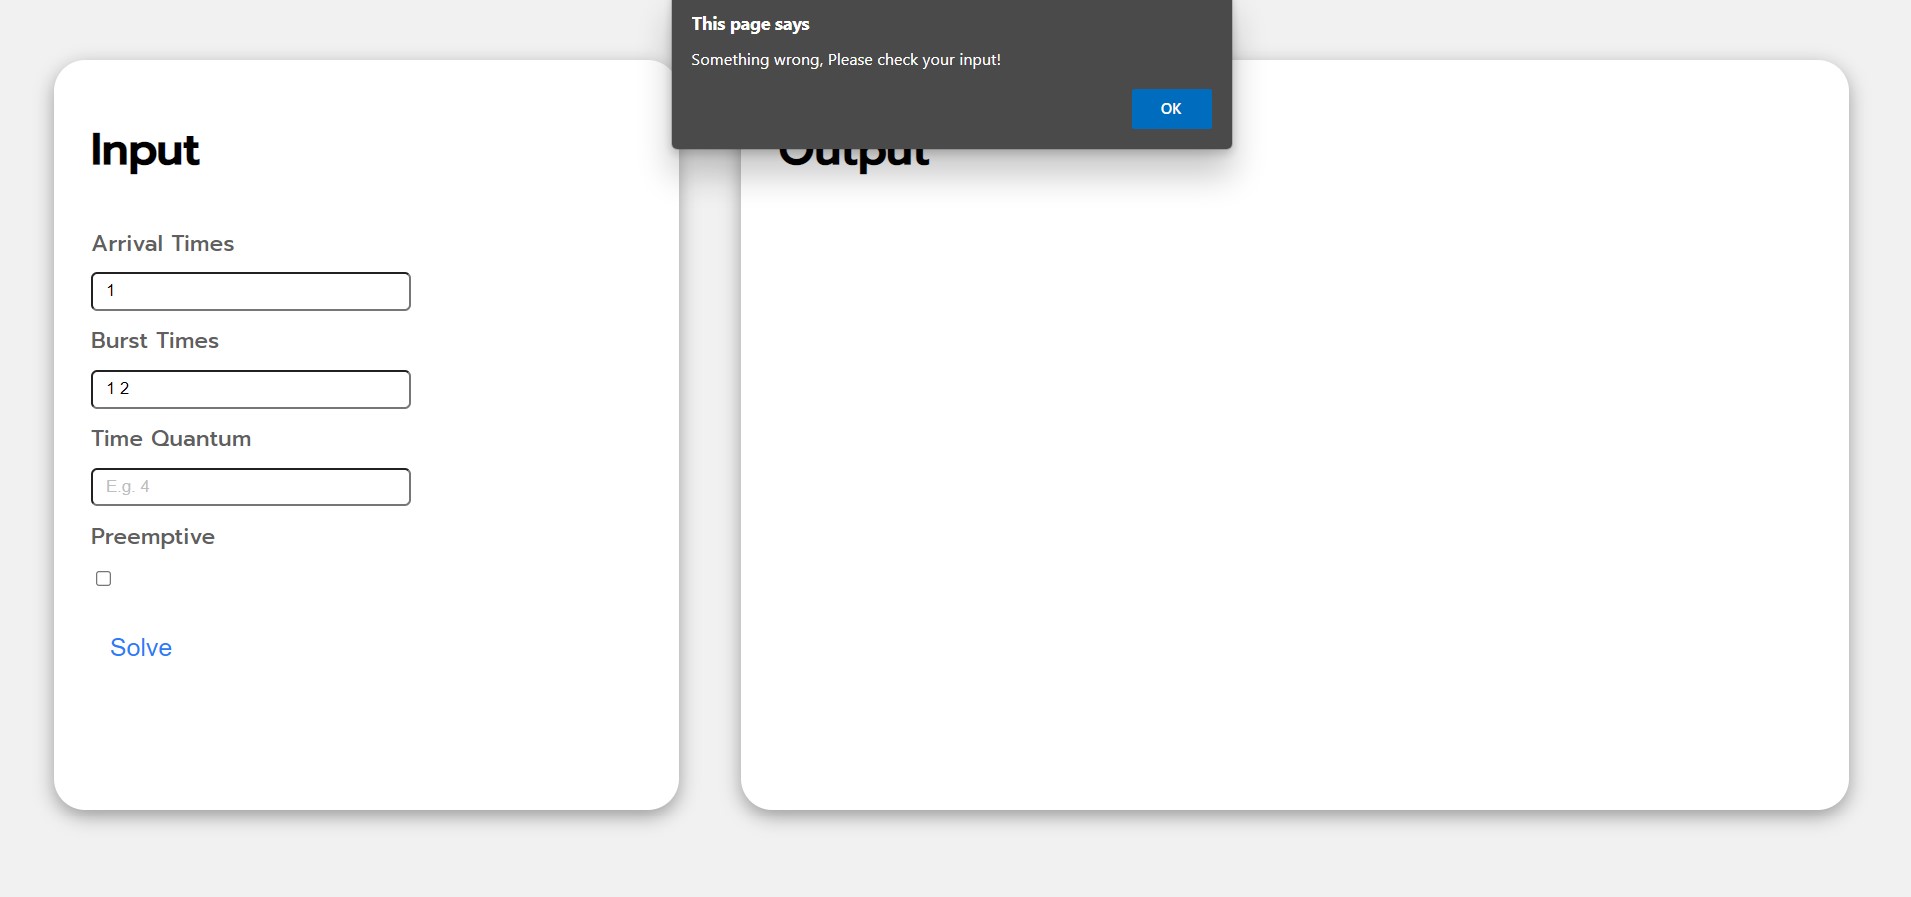 This page says
Something wrong, Please check your input!
OK
Input
Output
Arrival Times
1
Burst Times
1 2
Time Quantum
E.g. 4
Preemptive
Solve